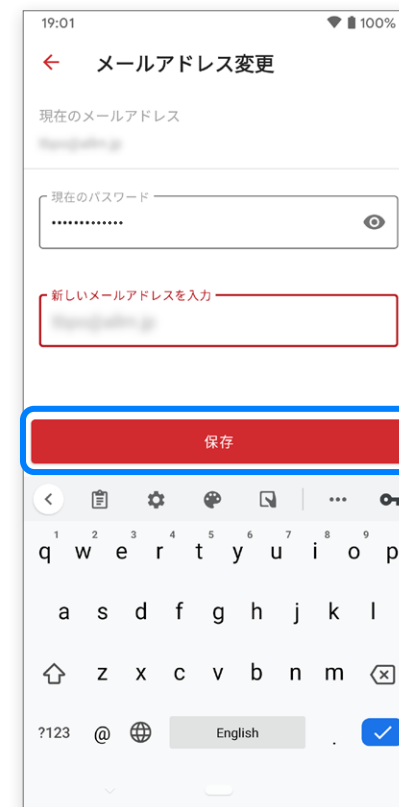 19:01 100%
メールアドレス変更
現在のメールアドレス
現在のパスワード
•••••••••••••
新しいメールアドレスを入力
保存
1 2 3 4 5 6 7 8 9
q w e r t y u i o p
a s d f g h j k l
z x c v b n m
?123 @ English .